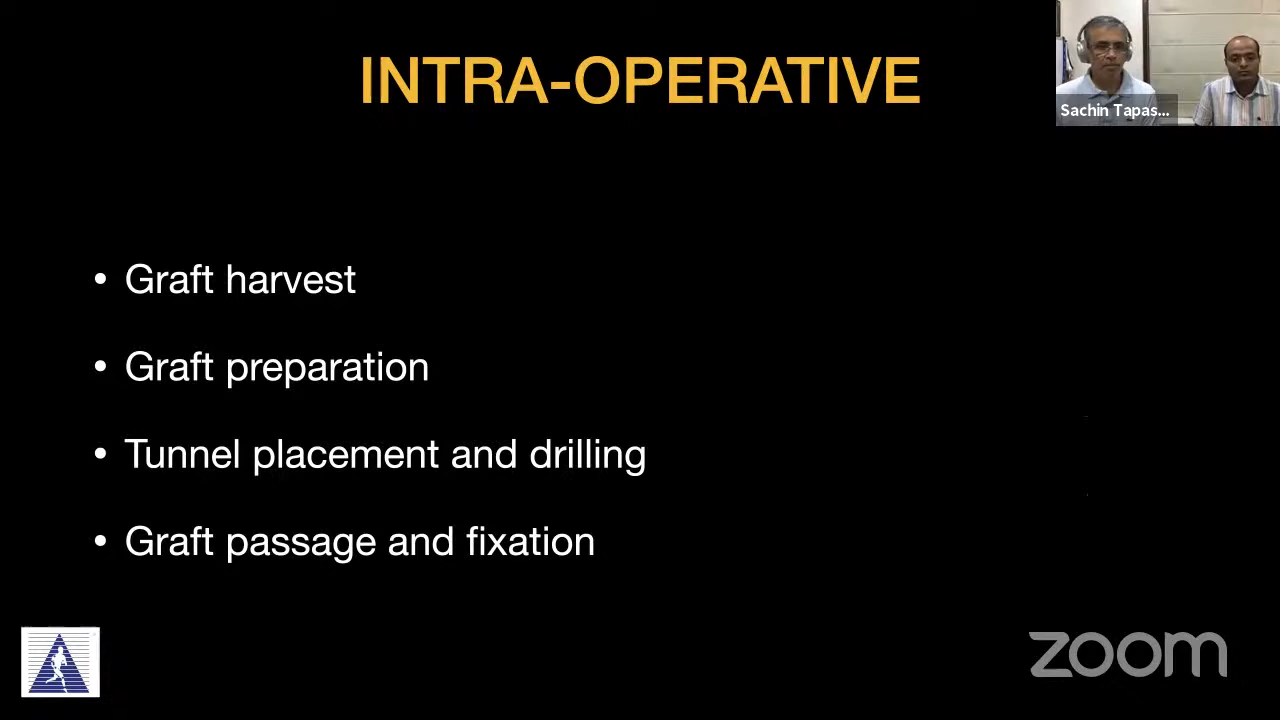 INTRA-OPERATIVE
Sachin Tapas...
• Graft harvest
• Graft preparation
• Tunnel placement and drilling
• Graft passage and fixation
zoom